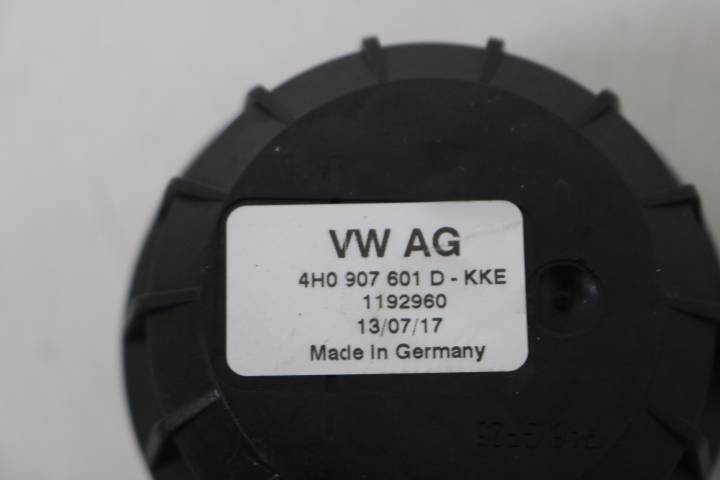 VW AG
4H0 907 601 D - KKE
1192960
13/07/17
Made in Germany